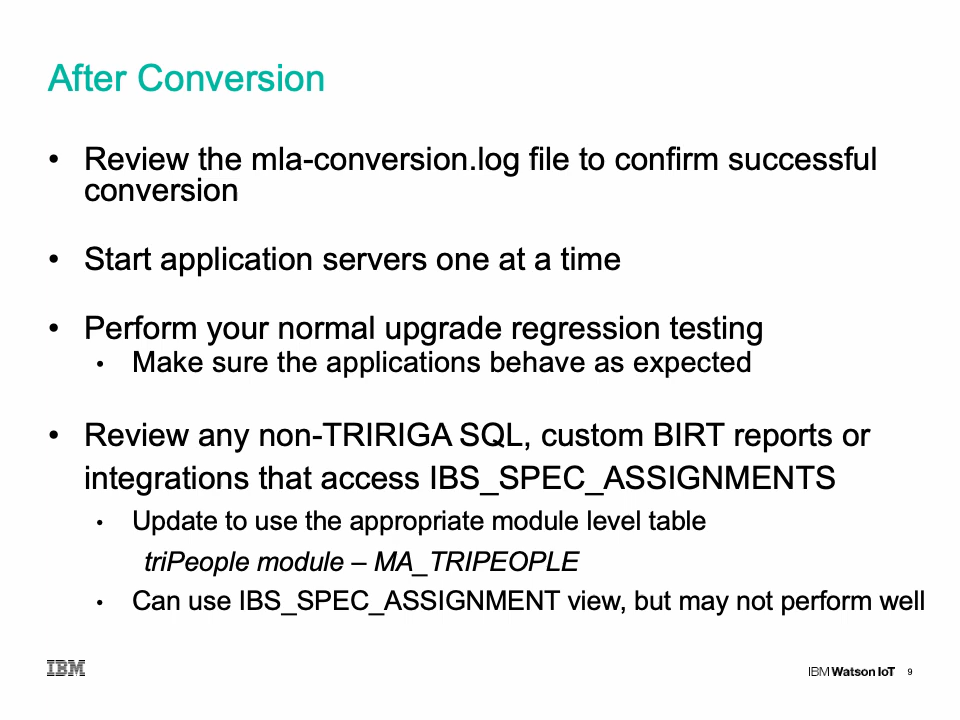 After Conversion
• Review the mla-conversion.log file to confirm successful
conversion
• Start application servers one at a time
• Perform your normal upgrade regression testing
• Make sure the applications behave as expected
• Review any non-TRIRIGA SQL, custom BIRT reports or
integrations that access IBS_SPEC_ASSIGNMENTS
• Update to use the appropriate module level table
triPeople module – MA_TRIPEOPLE
• Can use IBS_SPEC_ASSIGNMENT view, but may not perform well
IBM
IBM Watson IoT 9